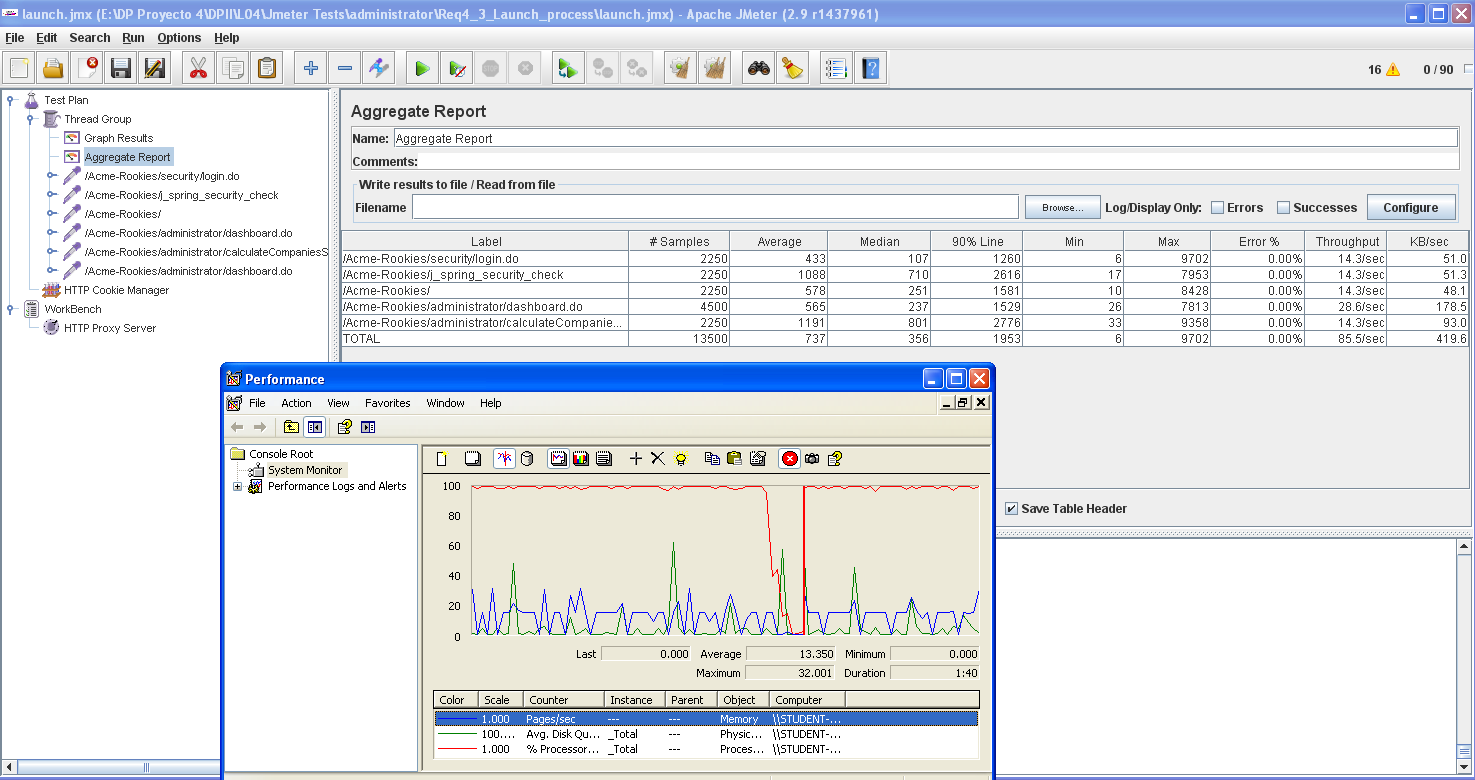 launch.jmx (E:\DP Proyecto 4\DPII\L04\Jmeter Tests\administrator\Req4_3_Launch_process\launch.jmx) - Apache JMeter (2.9 r1437961)
File Edit Search Run Options Help
16 0 / 90
Test Plan
Thread Group
Graph Results
Aggregate Report
/Acme-Rookies/security/login.do
/Acme-Rookies/j_spring_security_check
/Acme-Rookies/
/Acme-Rookies/administrator/dashboard.do
/Acme-Rookies/administrator/calculateCompaniesS
/Acme-Rookies/administrator/dashboard.do
HTTP Cookie Manager
WorkBench
HTTP Proxy Server
Aggregate Report
Name: Aggregate Report
Comments:
Write results to file / Read from file
Filename Browse... Log/Display Only: Errors Successes Configure
Label # Samples Average Median 90% Line Min Max Error % Throughput KB/sec
/Acme-Rookies/security/login.do 2250 433 107 1260 6 9702 0.00% 14.3/sec 51.0
/Acme-Rookies/j_spring_security_check 2250 1088 710 2616 17 7953 0.00% 14.3/sec 51.3
/Acme-Rookies/ 2250 578 251 1581 10 8428 0.00% 14.3/sec 48.1
/Acme-Rookies/administrator/dashboard.do 4500 565 237 1529 26 7813 0.00% 28.6/sec 178.5
/Acme-Rookies/administrator/calculateCompanie... 2250 1191 801 2776 33 9358 0.00% 14.3/sec 93.0
TOTAL 13500 737 356 1953 6 9702 0.00% 85.5/sec 419.6
Save Table Header
Performance
File Action View Favorites Window Help
Console Root
System Monitor
Performance Logs and Alerts
100
80
60
40
20
0
Last 0.000 Average 13.350 Minimum 0.000
Maximum 32.001 Duration 1:40
Color Scale Counter Instance Parent Object Computer
1.000 Pages/sec --- --- Memory \\STUDENT-...
100.... Avg. Disk Qu... _Total --- Physic... \\STUDENT-...
1.000 % Processor... _Total --- Proces... \\STUDENT-...